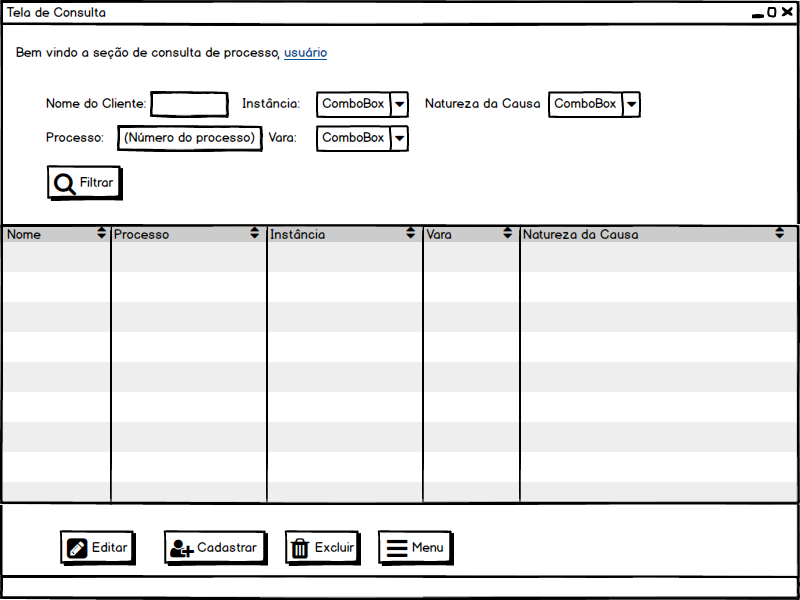 Tela de Consulta
Bem vindo a seção de consulta de processo, usuário
Nome do Cliente: Instância: ComboBox Natureza da Causa ComboBox
Processo: (Número do processo) Vara: ComboBox
Filtrar
Nome Processo Instância Vara Natureza da Causa
Editar Cadastrar Excluir Menu